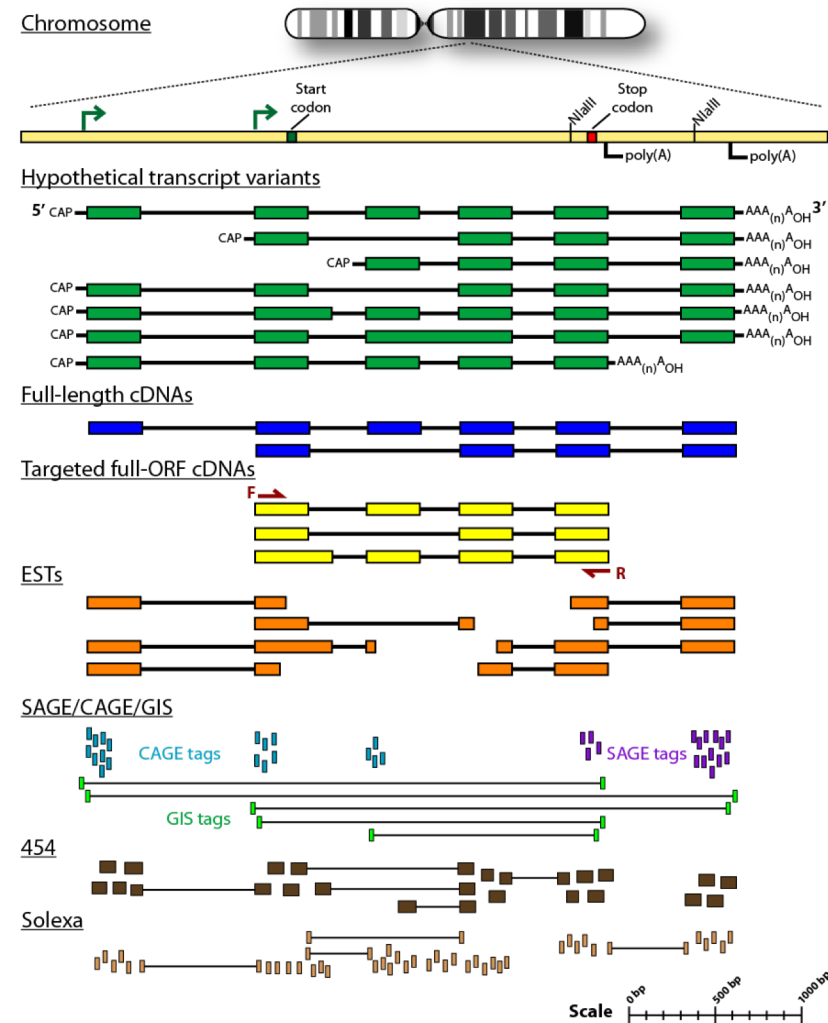 Chromosome
Start
codon
NlaIII
Stop
codon
NlaIII
poly(A)
poly(A)
Hypothetical transcript variants
5' CAP AAA(n)AOH 3'
CAP AAA(n)AOH
CAP AAA(n)AOH
CAP AAA(n)AOH
CAP AAA(n)AOH
CAP AAA(n)AOH
CAP AAA(n)AOH
Full-length cDNAs
Targeted full-ORF cDNAs
F
R
ESTs
SAGE/CAGE/GIS
CAGE tags
SAGE tags
GIS tags
454
Solexa
Scale
0 bp
500 bp
1000 bp